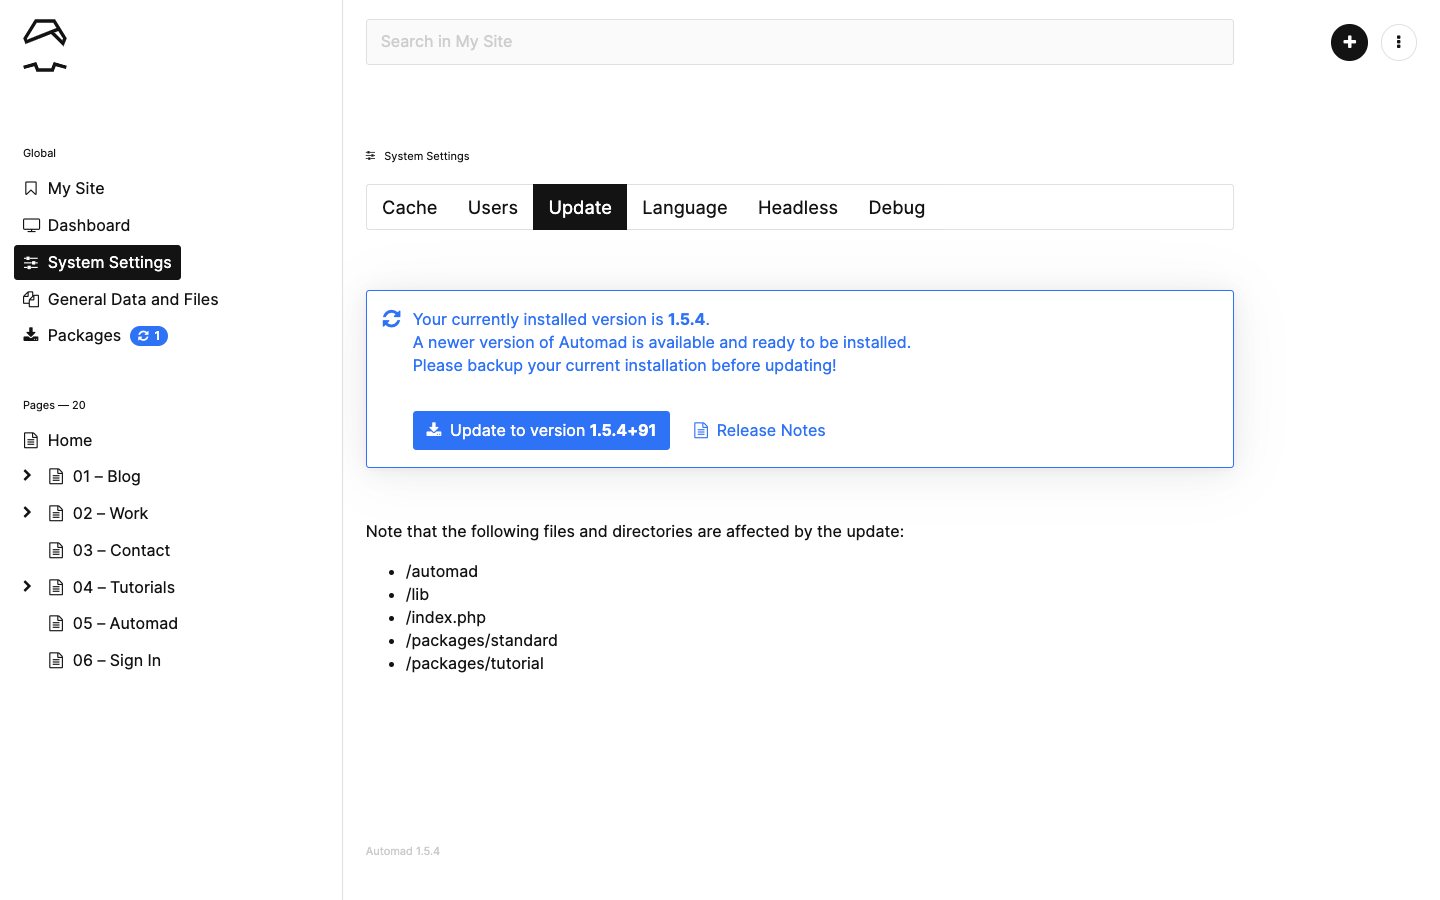 Search in My Site
Global
My Site
Dashboard
System Settings
General Data and Files
Packages 1
Pages — 20
Home
01 – Blog
02 – Work
03 – Contact
04 – Tutorials
05 – Automad
06 – Sign In
System Settings
Cache Users Update Language Headless Debug
Your currently installed version is 1.5.4.
A newer version of Automad is available and ready to be installed.
Please backup your current installation before updating!
Update to version 1.5.4+91 Release Notes
Note that the following files and directories are affected by the update:
• /automad
• /lib
• /index.php
• /packages/standard
• /packages/tutorial
Automad 1.5.4